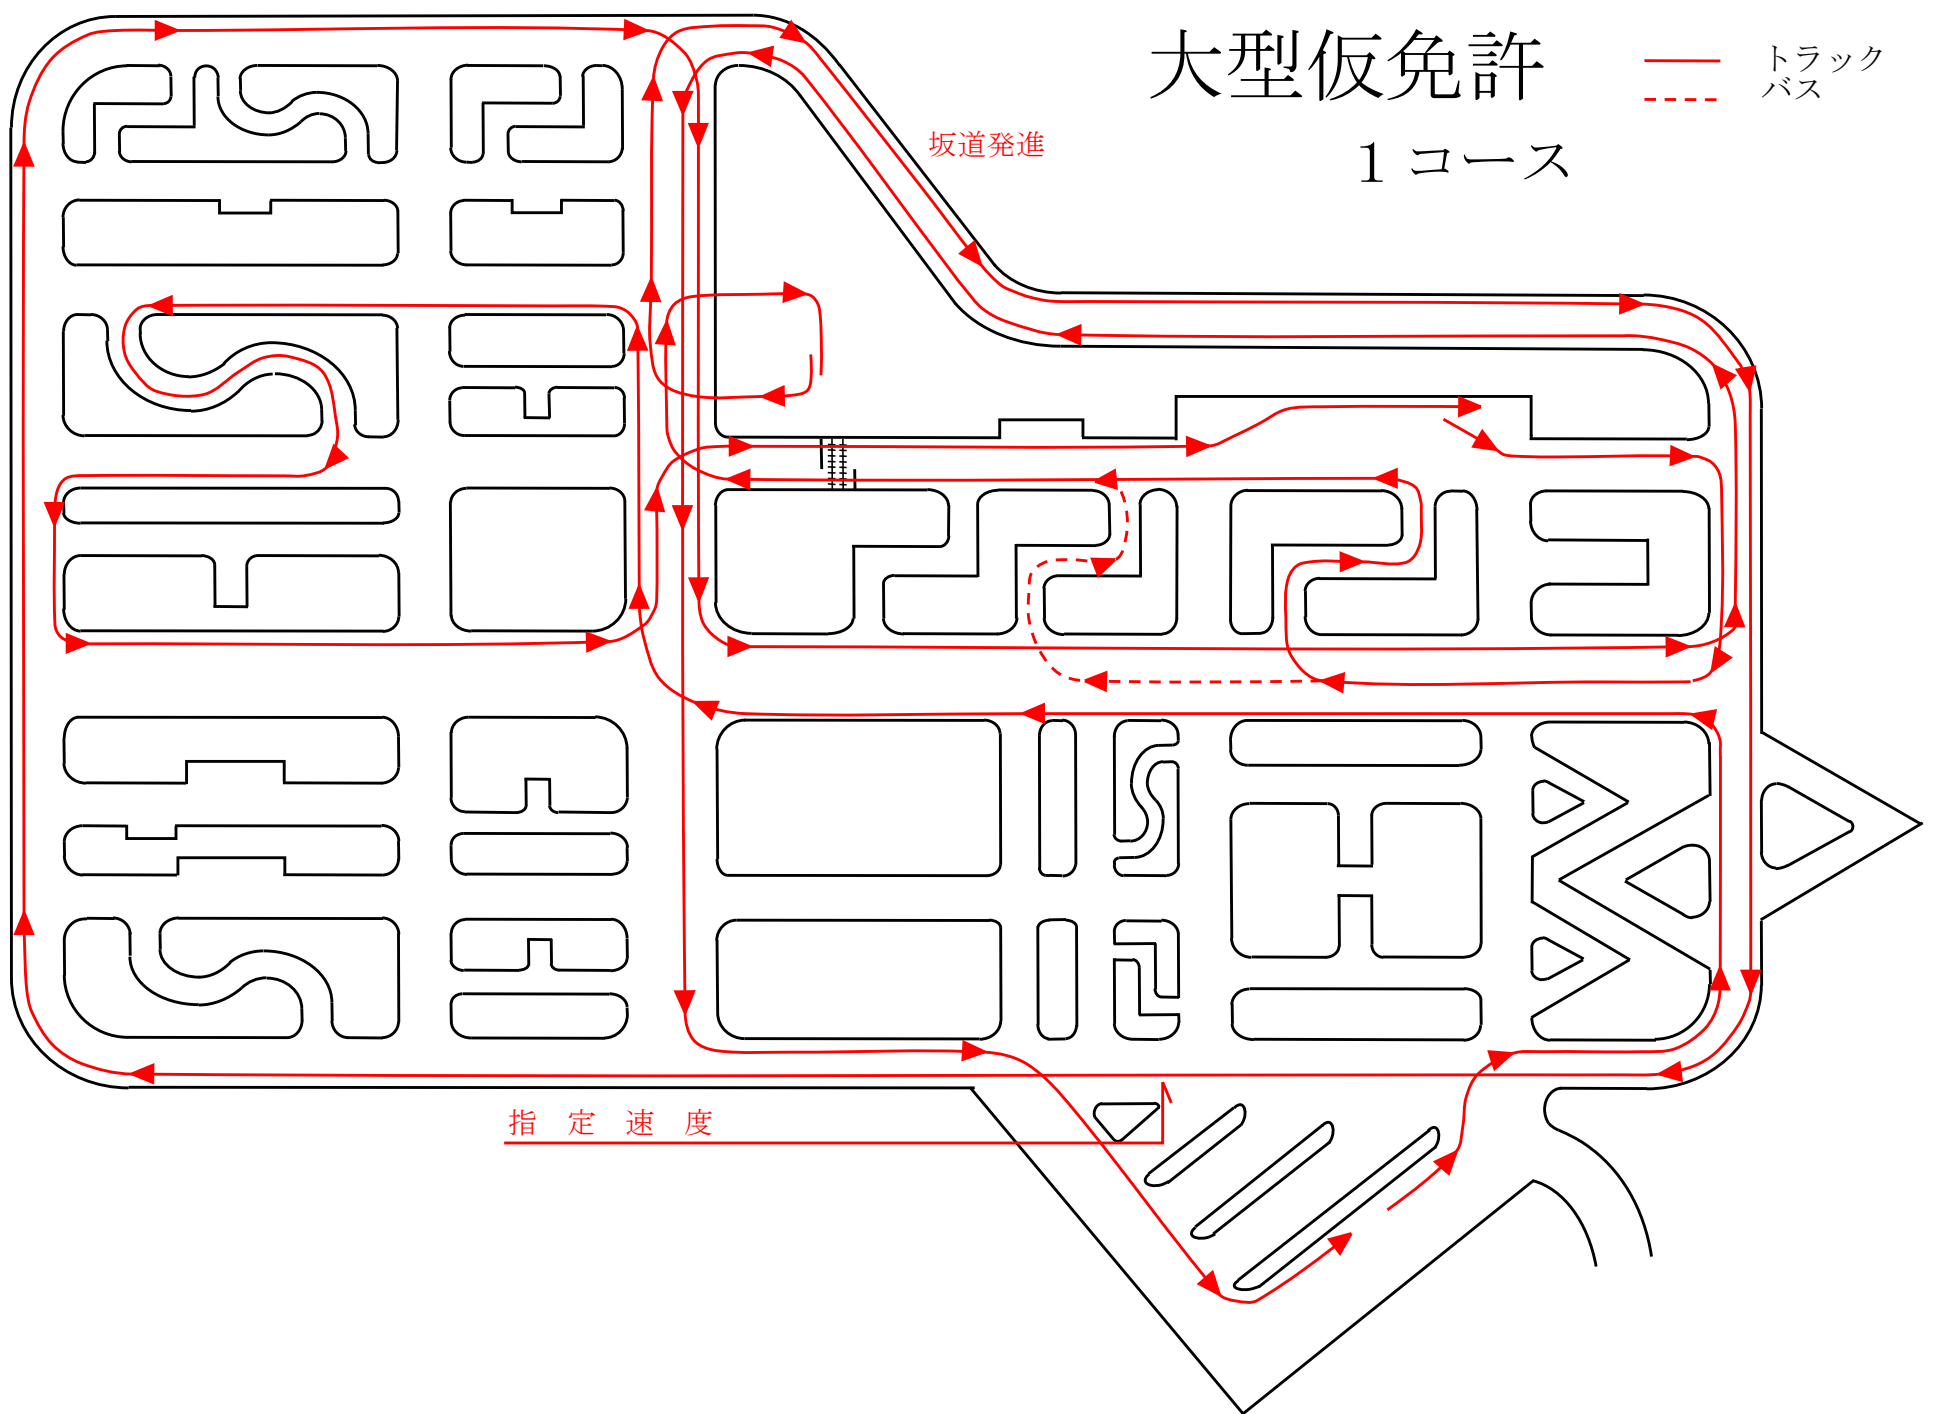 大型仮免許
トラック
バス
1 コース
坂道発進
指 定 速 度